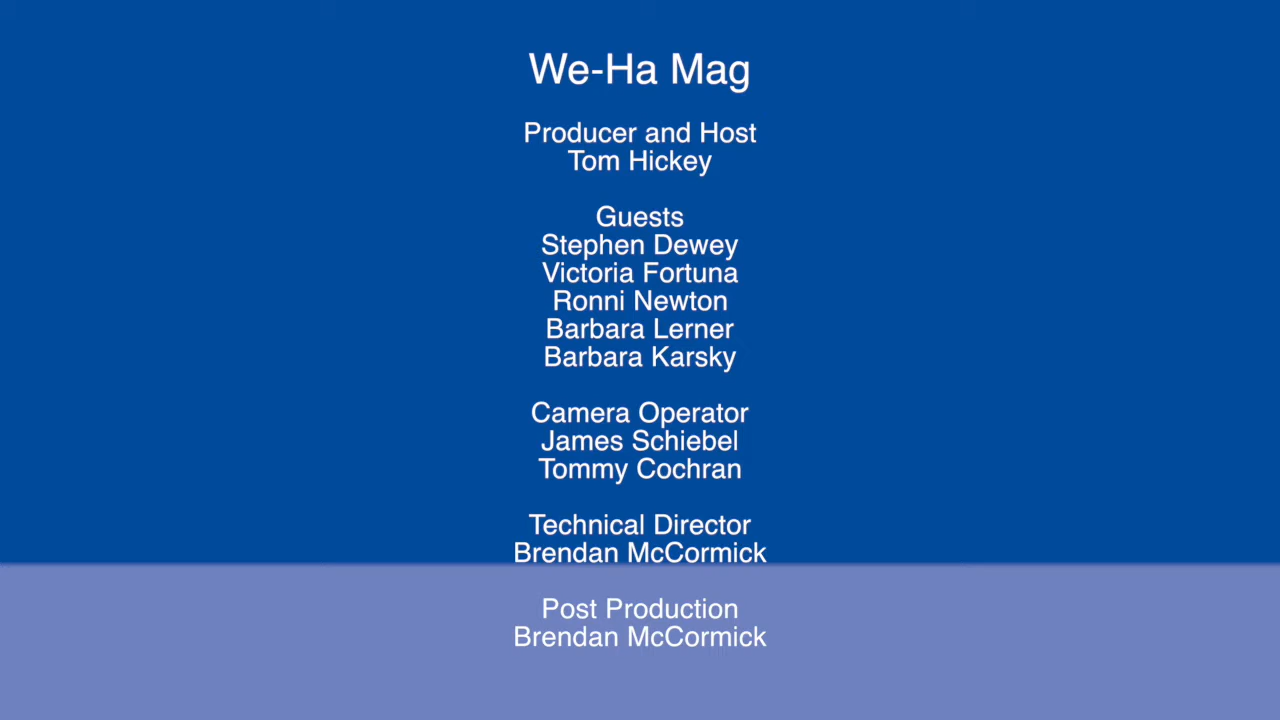 We-Ha Mag
Producer and Host
Tom Hickey
Guests
Stephen Dewey
Victoria Fortuna
Ronni Newton
Barbara Lerner
Barbara Karsky
Camera Operator
James Schiebel
Tommy Cochran
Technical Director
Brendan McCormick
Post Production
Brendan McCormick